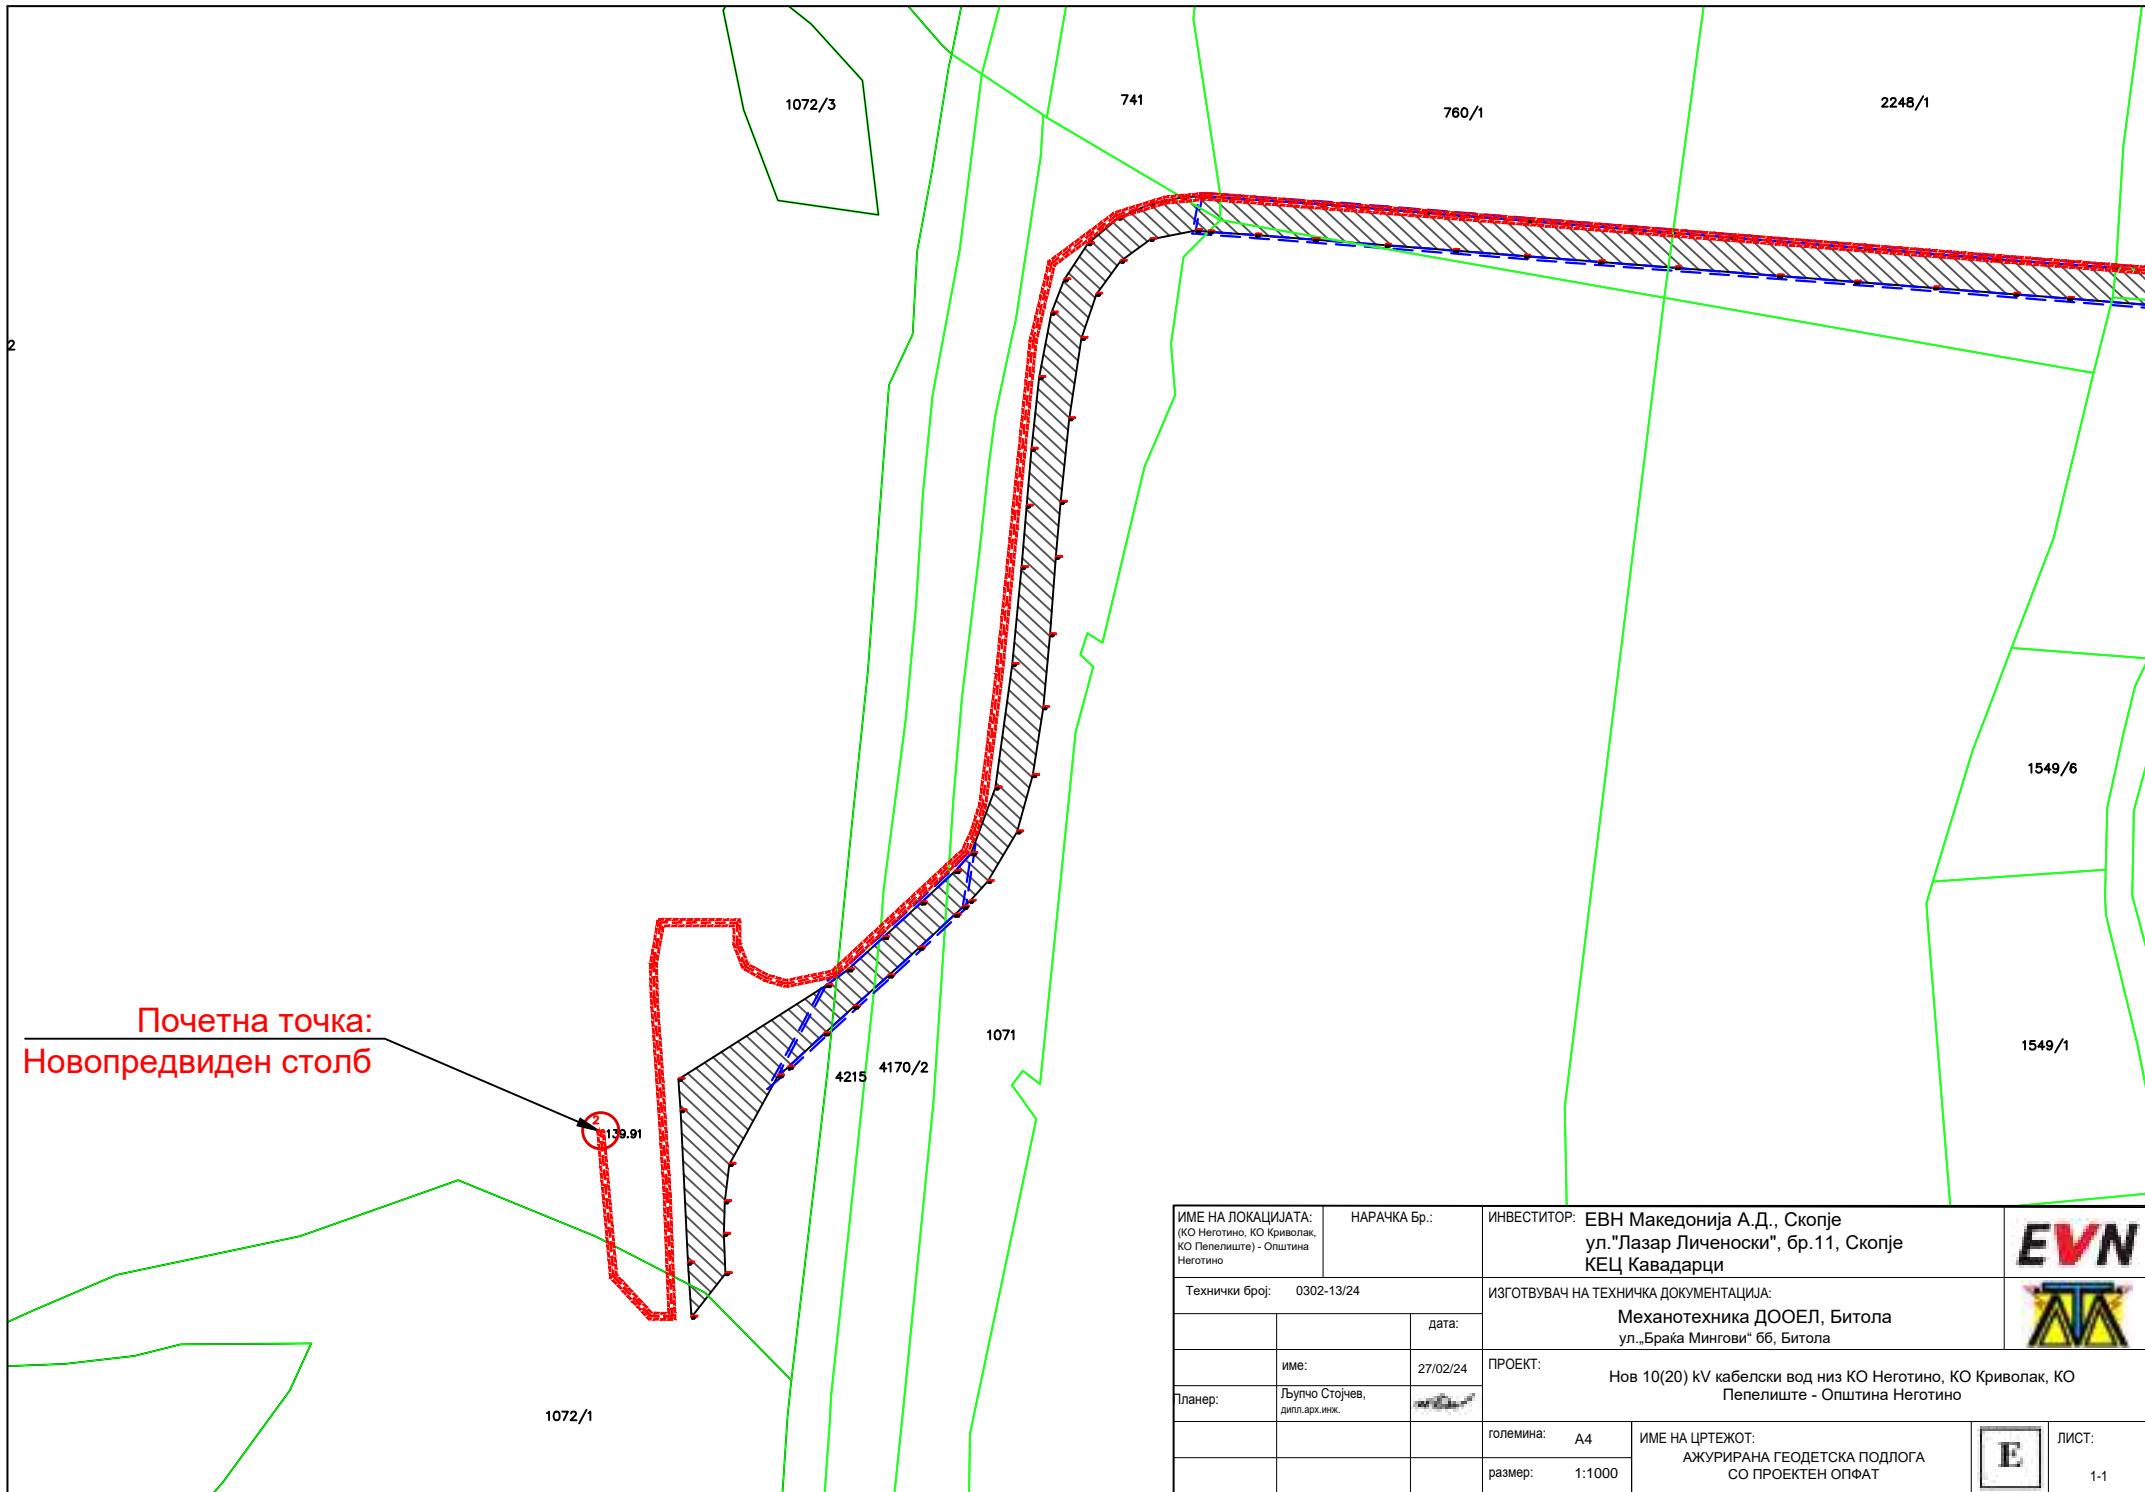 1072/3
741
760/1
2248/1
2
1549/6
1549/1
1071
4215
4170/2
Почетна точка:
Новопредвиден столб
2
139.91
1072/1
ИМЕ НА ЛОКАЦИЈАТА:
(КО Неготино, КО Криволак,
КО Пепелиште) - Општина
Неготино
НАРАЧКА Бр.:
ИНВЕСТИТОР: ЕВН Македонија А.Д., Скопје
ул."Лазар Личеноски", бр.11, Скопје
КЕЦ Кавадарци
EVN
Технички број: 0302-13/24
ИЗГОТВУВАЧ НА ТЕХНИЧКА ДОКУМЕНТАЦИЈА:
Механотехника ДООЕЛ, Битола
ул.„Браќа Мингови“ бб, Битола
дата:
име:
27/02/24
ПРОЕКТ:
Нов 10(20) kV кабелски вод низ КО Неготино, КО Криволак, КО
Пепелиште - Општина Неготино
Планер:
Љупчо Стојчев,
дипл.арх.инж.
големина: А4
размер: 1:1000
ИМЕ НА ЦРТЕЖОТ:
АЖУРИРАНА ГЕОДЕТСКА ПОДЛОГА
СО ПРОЕКТЕН ОПФАТ
E
ЛИСТ:
1-1